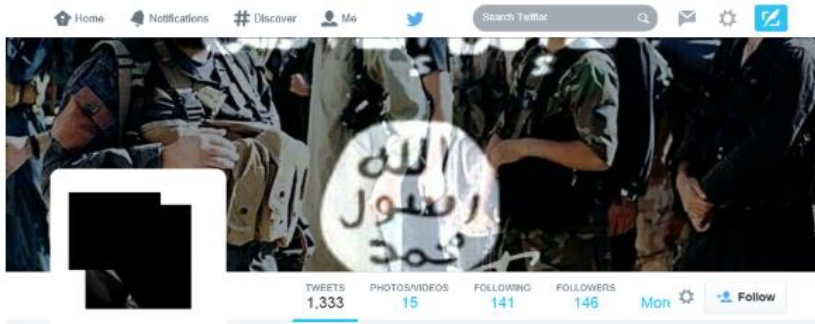 Home Notifications # Discover Me Search Twitter
الله
رسول
محمد
TWEETS PHOTOS/VIDEOS FOLLOWING FOLLOWERS
1,333 15 141 146 More Follow